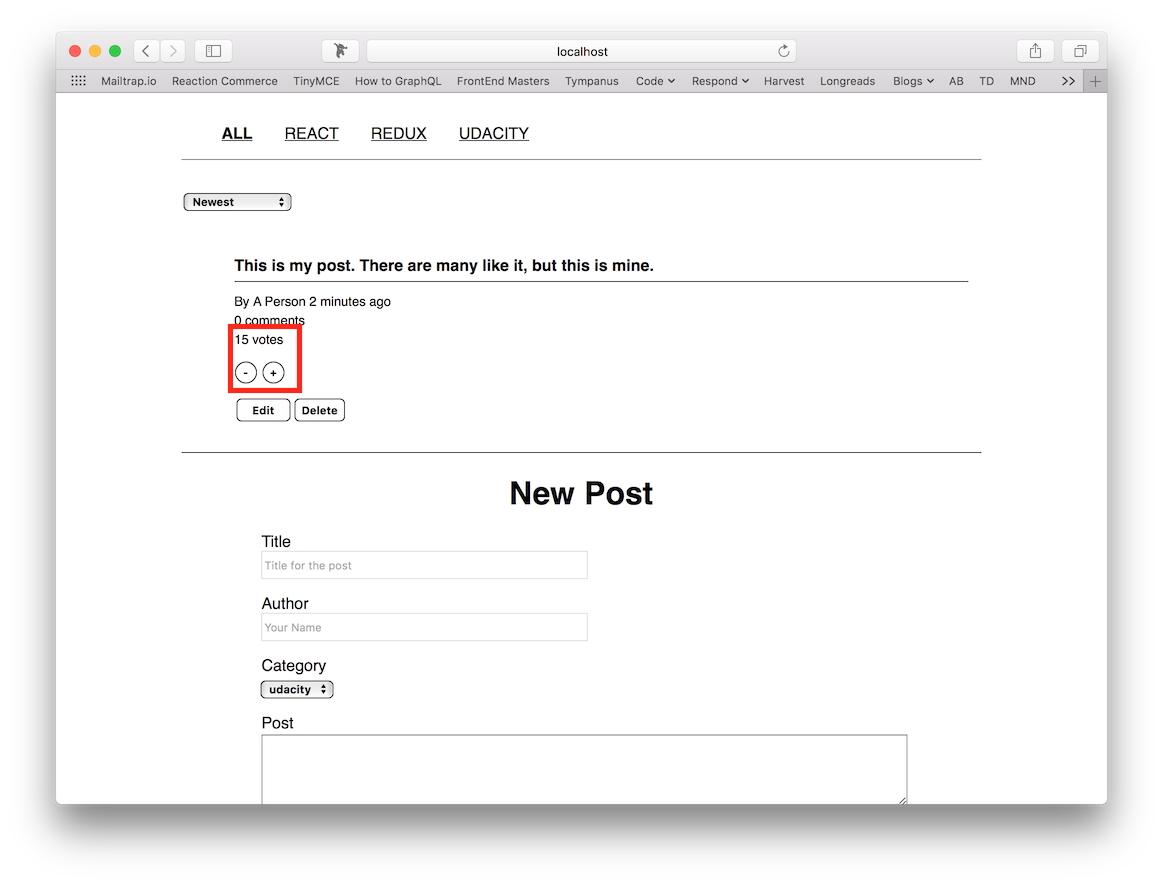 localhost
Mailtrap.io Reaction Commerce TinyMCE How to GraphQL FrontEnd Masters Tympanus Code Respond Harvest Longreads Blogs AB TD MND >> +
ALL REACT REDUX UDACITY
Newest
This is my post. There are many like it, but this is mine.
By A Person 2 minutes ago
0 comments
15 votes
- +
Edit Delete
New Post
Title
Title for the post
Author
Your Name
Category
udacity
Post